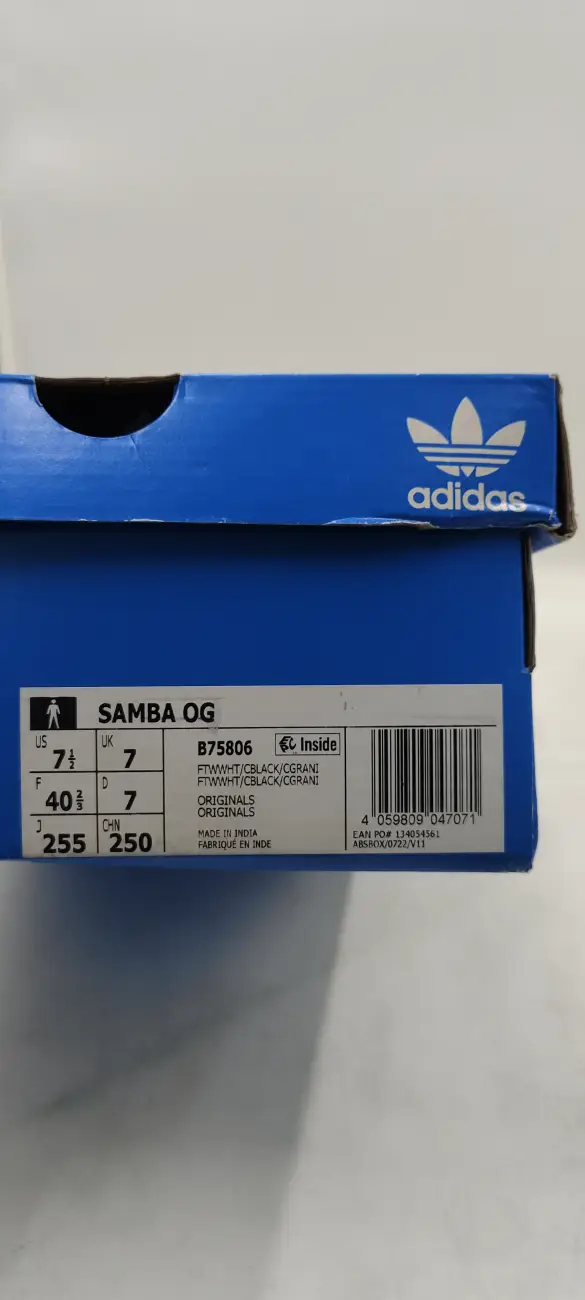 adidas
SAMBA OG
US
7½
UK
7
F
40⅔
D
7
J
255
CHN
250
B75806
Inside
FTWWHT/CBLACK/CGRANI
FTWWHT/CBLACK/CGRANI
ORIGINALS
ORIGINALS
MADE IN INDIA
FABRIQUÉ EN INDE
4 059809 047071
EAN PO# 134054561
ABSBOX/0722/V11